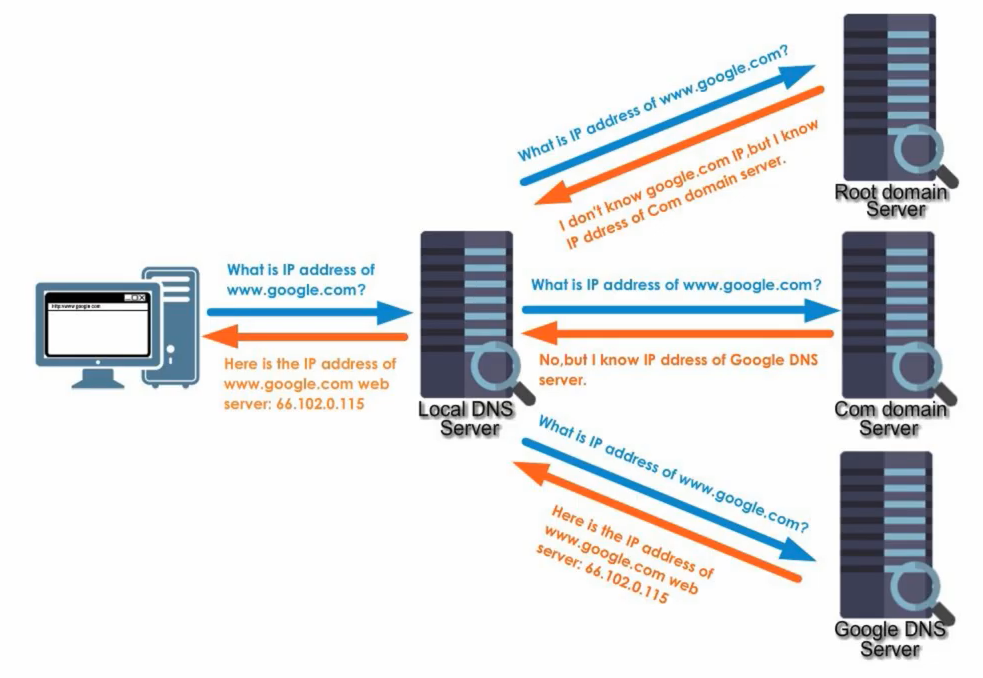 What is IP address of www.google.com?
I don't know google.com IP,but I know
IP ddress of Com domain server.
Root domain
Server
http:www google com
What is IP address of
www.google.com?
Here is the IP address of
www.google.com web
server: 66.102.0.115
Local DNS
Server
What is IP address of www.google.com?
No,but I know IP ddress of Google DNS
server.
Com domain
Server
What is IP address of www.google.com?
Here is the IP address of
www.google.com web
server: 66.102.0.115
Google DNS
Server